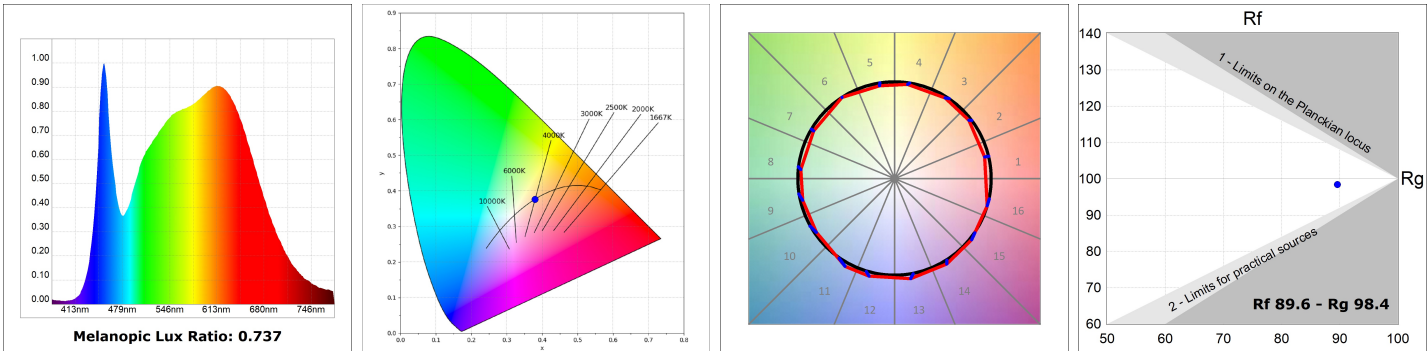 1.00
0.90
0.80
0.70
0.60
0.50
0.40
0.30
0.20
0.10
0.00
413nm 479nm 546nm 613nm 680nm 746nm
Melanopic Lux Ratio: 0.737
0.9
0.8
0.7
0.6
0.5
0.4
0.3
0.2
0.1
0.0
y
0.0 0.1 0.2 0.3 0.4 0.5 0.6 0.7 0.8
x
10000K
6000K
4000K
3000K
2500K
2000K
1667K
5 4
6 3
7 2
8 1
9 16
10 15
11 14
12 13
Rf
140
130
120
110
100
90
80
70
60
1 - Limits on the Planckian locus
Rg
2 - Limits for practical sources
Rf 89.6 - Rg 98.4
50 60 70 80 90 100